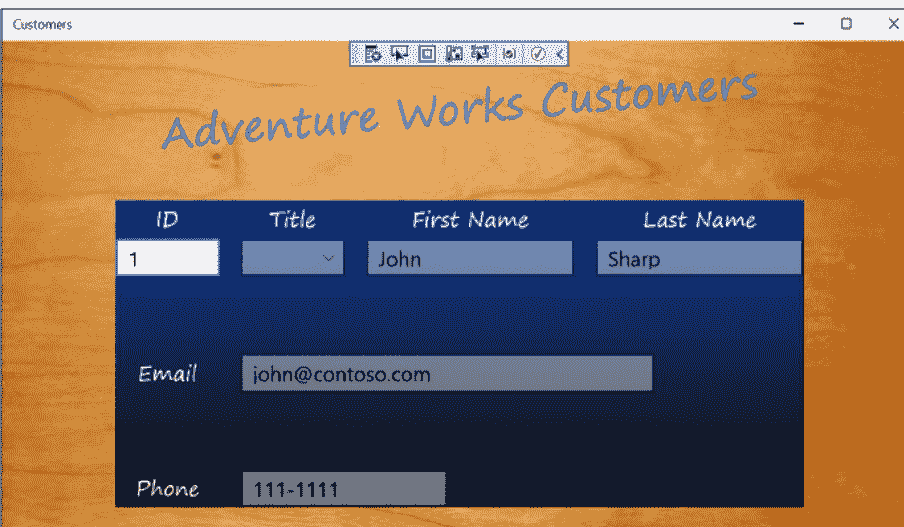 Customers
Adventure Works Customers
ID Title First Name Last Name
1 John Sharp
Email john@contoso.com
Phone 111-1111